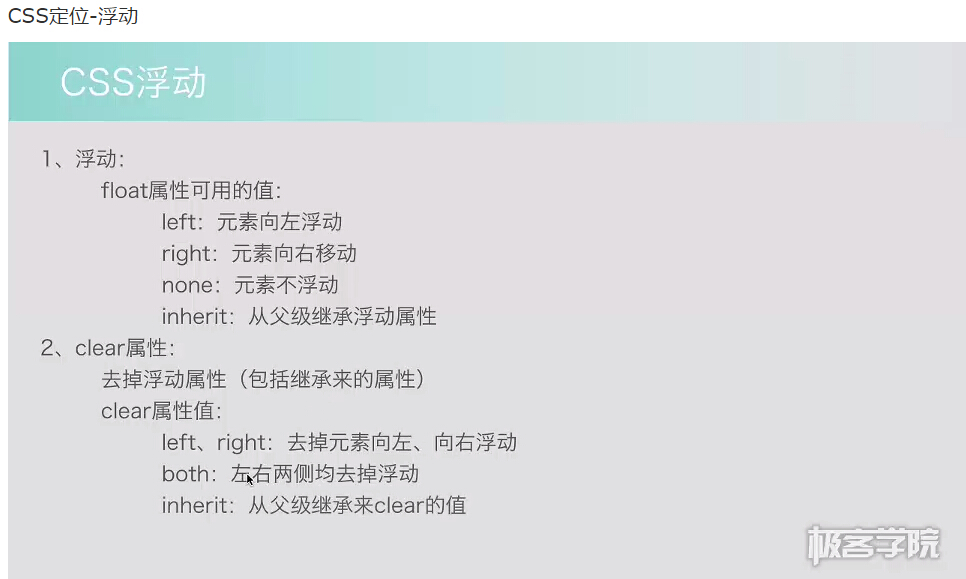 CSS定位-浮动
CSS浮动
1、浮动：
float属性可用的值：
left：元素向左浮动
right：元素向右移动
none：元素不浮动
inherit：从父级继承浮动属性
2、clear属性：
去掉浮动属性（包括继承来的属性）
clear属性值：
left、right：去掉元素向左、向右浮动
both：左右两侧均去掉浮动
inherit：从父级继承来clear的值
极客学院